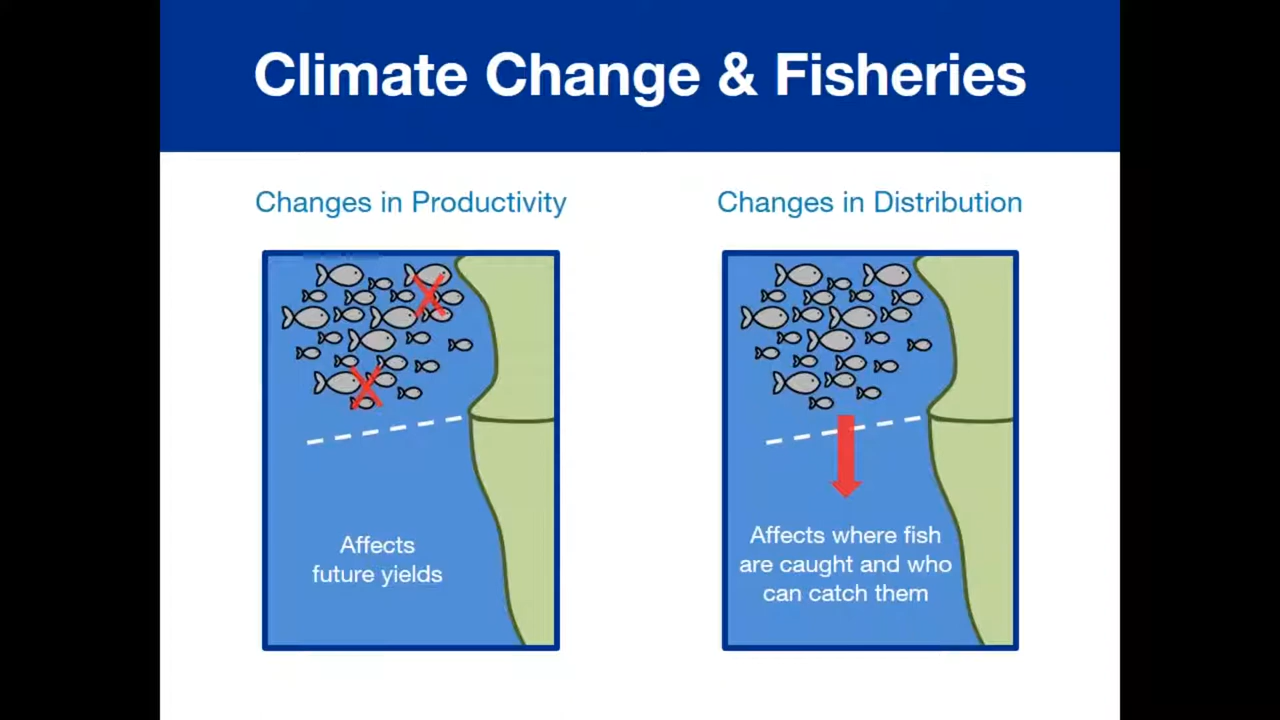 Climate Change & Fisheries
Changes in Productivity
Changes in Distribution
Affects
future yields
Affects where fish
are caught and who
can catch them